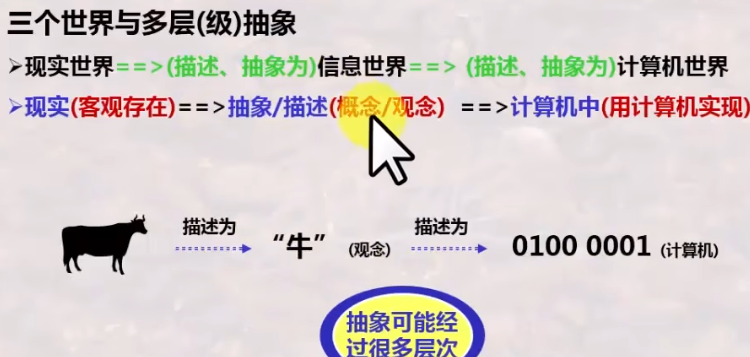 三个世界与多层(级)抽象
➢现实世界==>(描述、抽象为)信息世界==> (描述、抽象为)计算机世界
➢现实(客观存在)==>抽象/描述(概念/观念) ==>计算机中(用计算机实现)
描述为 描述为
“牛” (观念) 0100 0001 (计算机)
抽象可能经
过很多层次